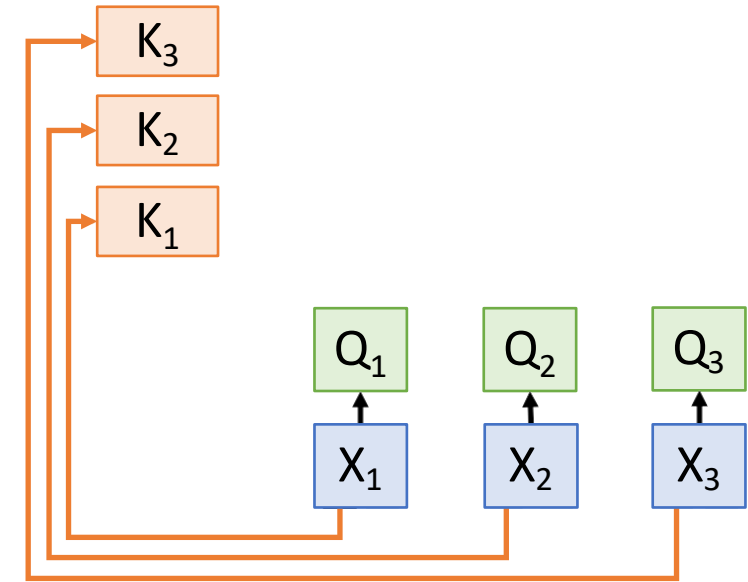 K₃
K₂
K₁
Q₁ Q₂ Q₃
X₁ X₂ X₃